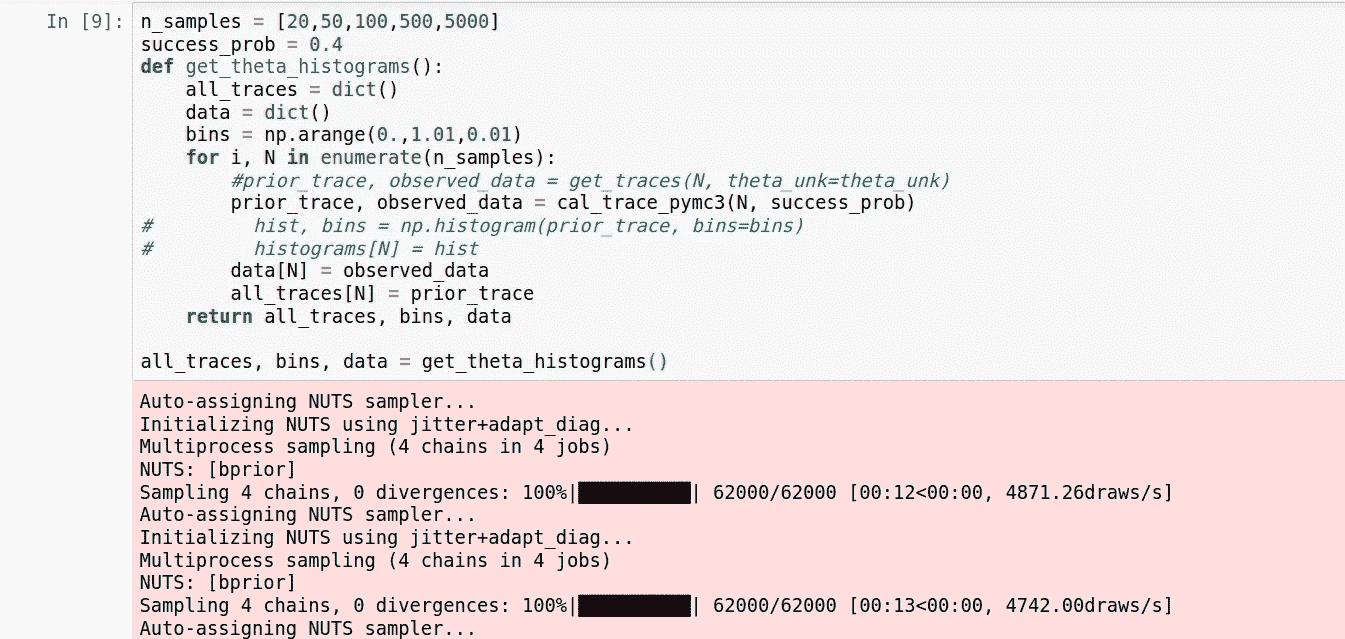 In [9]: n_samples = [20,50,100,500,5000]
success_prob = 0.4
def get_theta_histograms():
    all_traces = dict()
    data = dict()
    bins = np.arange(0.,1.01,0.01)
    for i, N in enumerate(n_samples):
        #prior_trace, observed_data = get_traces(N, theta_unk=theta_unk)
        prior_trace, observed_data = cal_trace_pymc3(N, success_prob)
#         hist, bins = np.histogram(prior_trace, bins=bins)
#         histograms[N] = hist
        data[N] = observed_data
        all_traces[N] = prior_trace
    return all_traces, bins, data
all_traces, bins, data = get_theta_histograms()
Auto-assigning NUTS sampler...
Initializing NUTS using jitter+adapt_diag...
Multiprocess sampling (4 chains in 4 jobs)
NUTS: [bprior]
Sampling 4 chains, 0 divergences: 100%|██████████| 62000/62000 [00:12<00:00, 4871.26draws/s]
Auto-assigning NUTS sampler...
Initializing NUTS using jitter+adapt_diag...
Multiprocess sampling (4 chains in 4 jobs)
NUTS: [bprior]
Sampling 4 chains, 0 divergences: 100%|██████████| 62000/62000 [00:13<00:00, 4742.00draws/s]
Auto-assigning NUTS sampler...